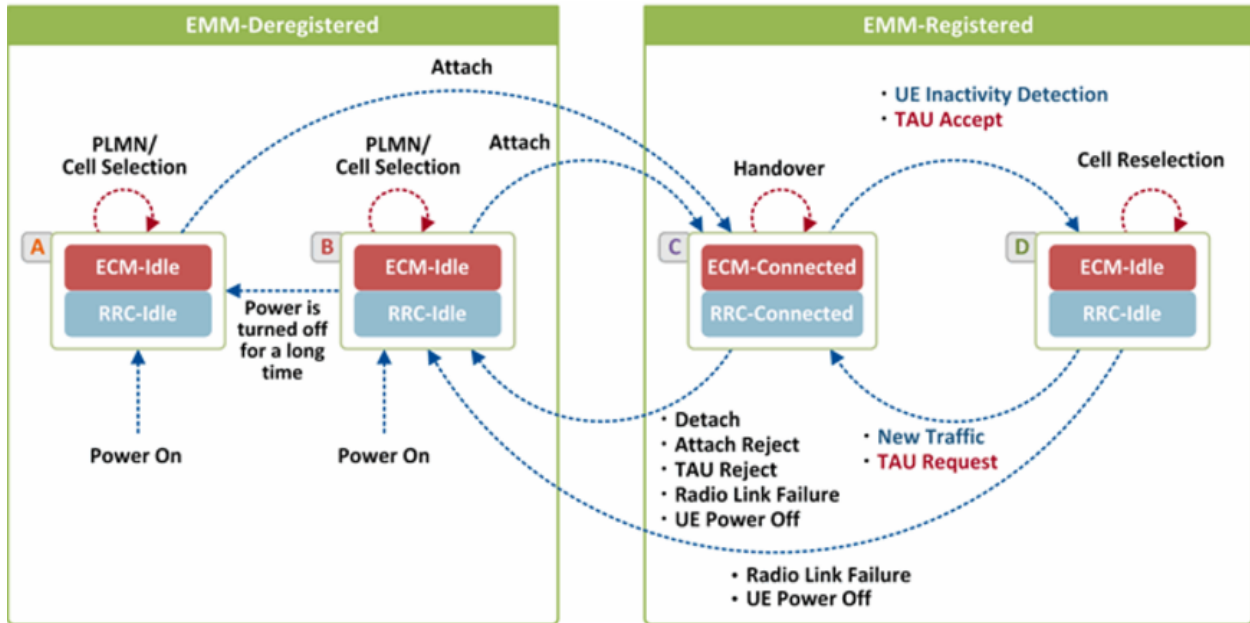 EMM-Deregistered
EMM-Registered
Attach
· UE Inactivity Detection
· TAU Accept
PLMN/
Cell Selection
PLMN/
Cell Selection
Attach
Handover
Cell Reselection
A
ECM-Idle
RRC-Idle
B
ECM-Idle
RRC-Idle
C
ECM-Connected
RRC-Connected
D
ECM-Idle
RRC-Idle
Power is
turned off
for a long
time
Power On
Power On
· Detach
· Attach Reject
· TAU Reject
· Radio Link Failure
· UE Power Off
· New Traffic
· TAU Request
· Radio Link Failure
· UE Power Off